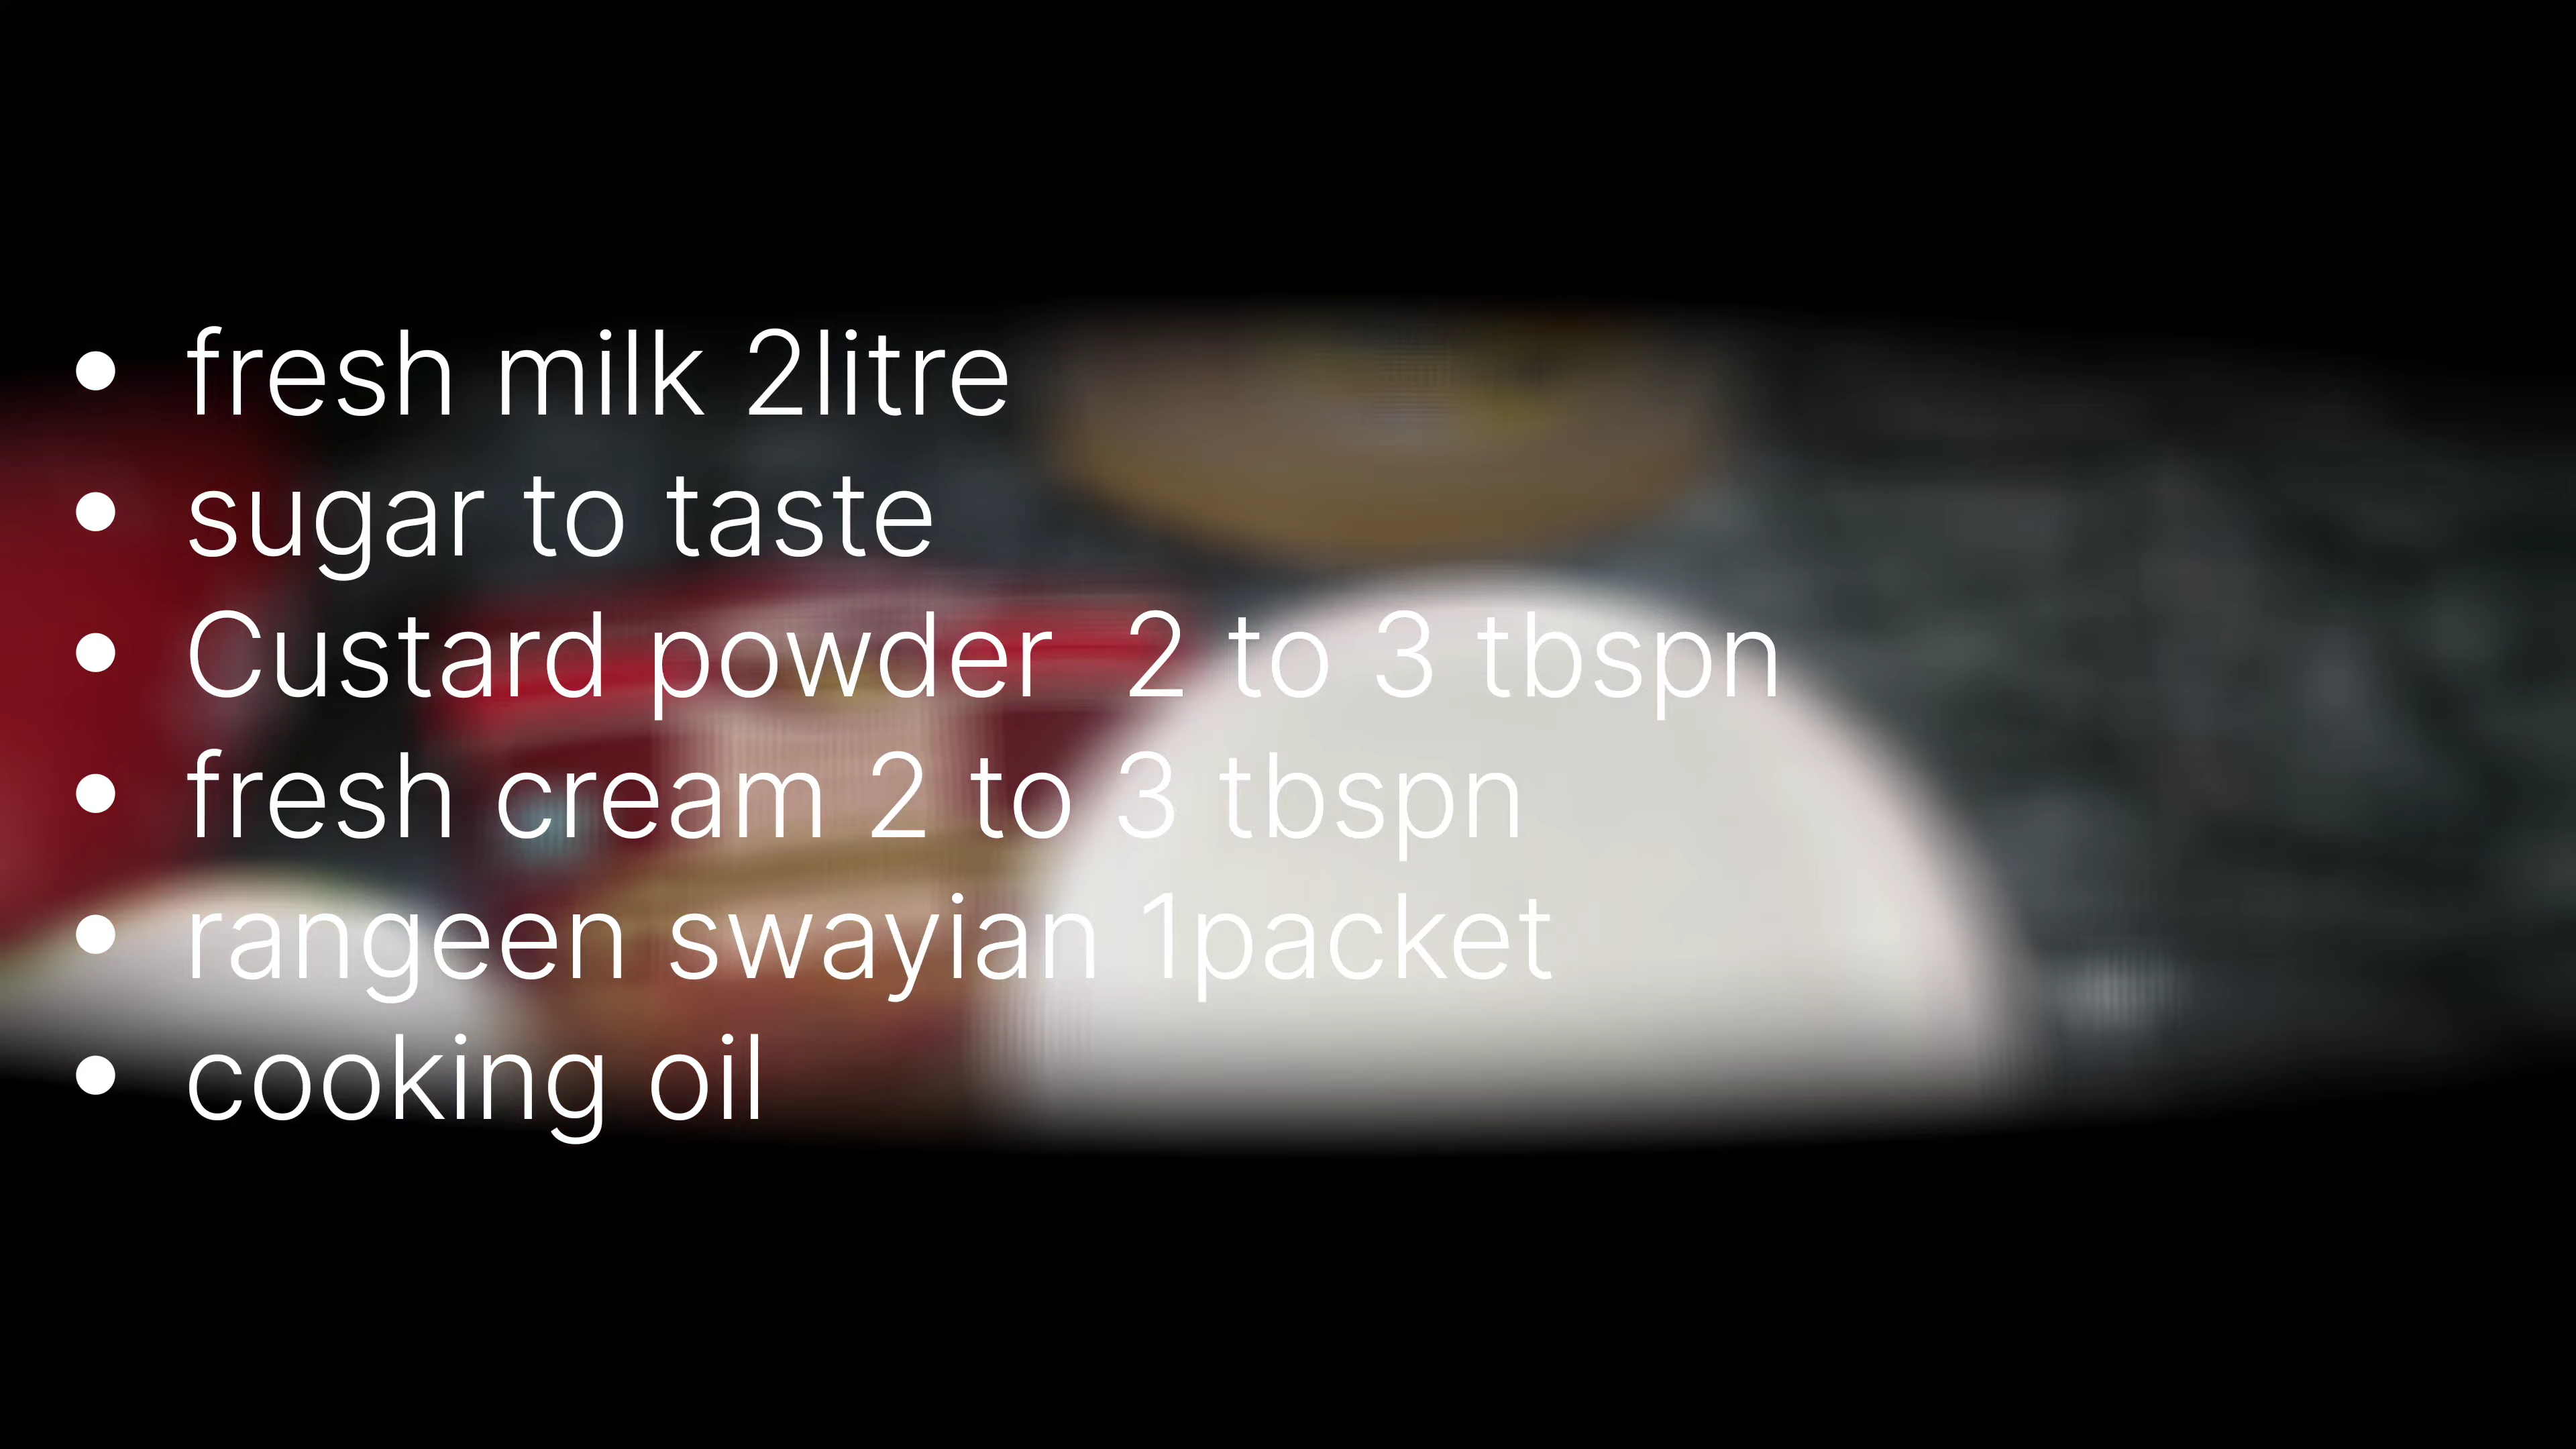 • fresh milk 2litre
• sugar to taste
• Custard powder  2 to 3 tbspn
• fresh cream 2 to 3 tbspn
• rangeen swayian 1packet
• cooking oil